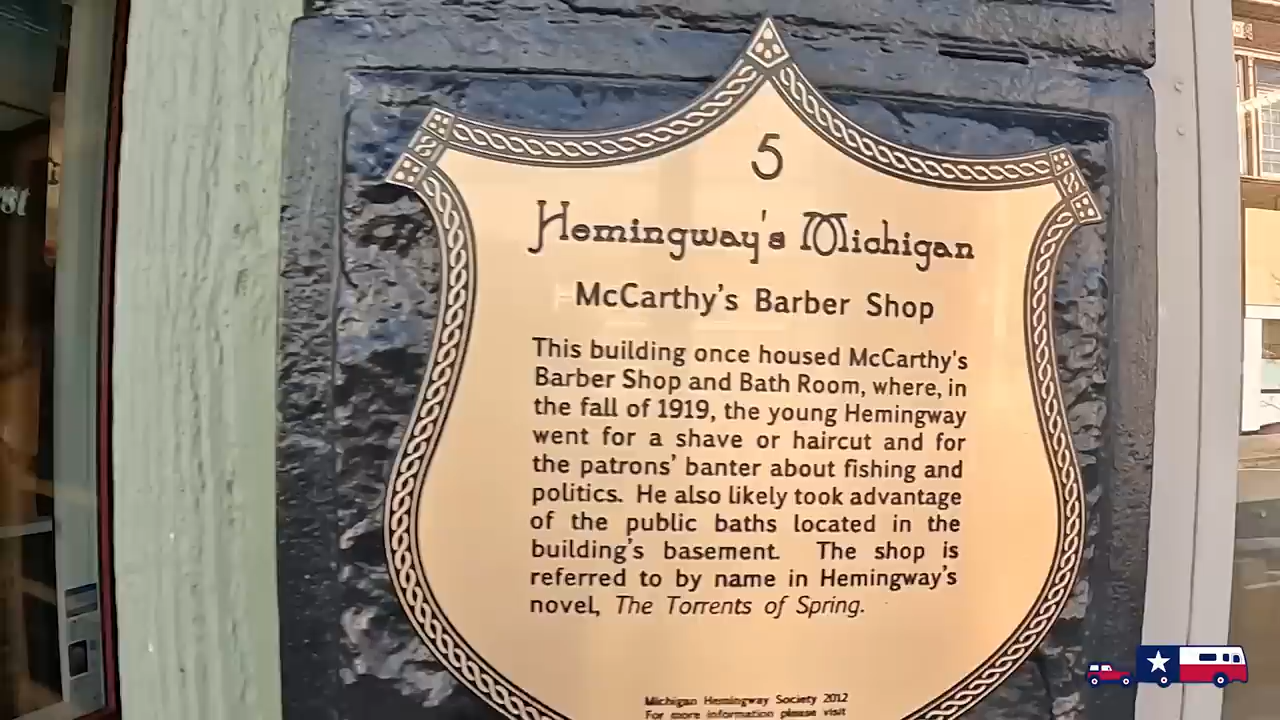 5
Hemingway's Michigan
McCarthy's Barber Shop
This building once housed McCarthy's
Barber Shop and Bath Room, where, in
the fall of 1919, the young Hemingway
went for a shave or haircut and for
the patrons' banter about fishing and
politics. He also likely took advantage
of the public baths located in the
building's basement. The shop is
referred to by name in Hemingway's
novel, The Torrents of Spring.
Michigan Hemingway Society 2012
For more information please visit